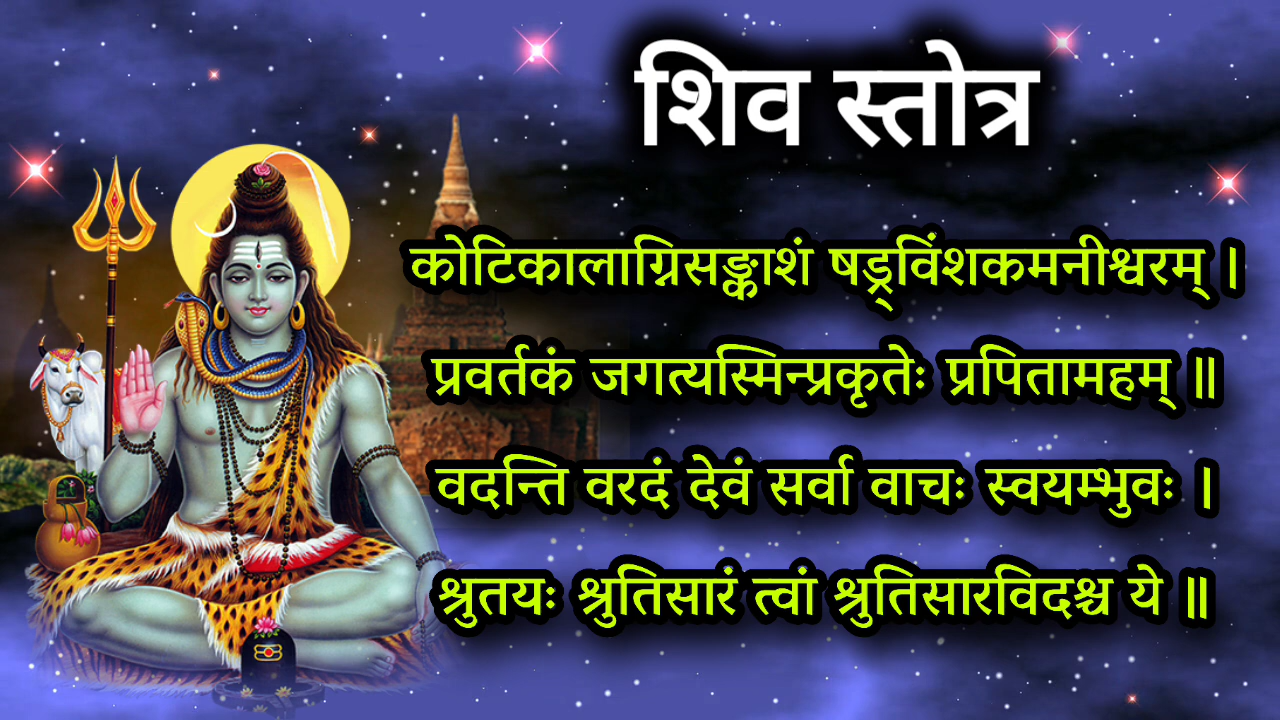 शिव स्तोत्र
कोटिकालाग्निसङ्काशं षड्र्विंशकमनीश्वरम् ।
प्रवर्तकं जगत्यस्मिन्प्रकृतेः प्रपितामहम् ॥
वदन्ति वरदं देवं सर्वा वाचः स्वयम्भुवः ।
श्रुतयः श्रुतिसारं त्वां श्रुतिसारविदश्च ये ॥